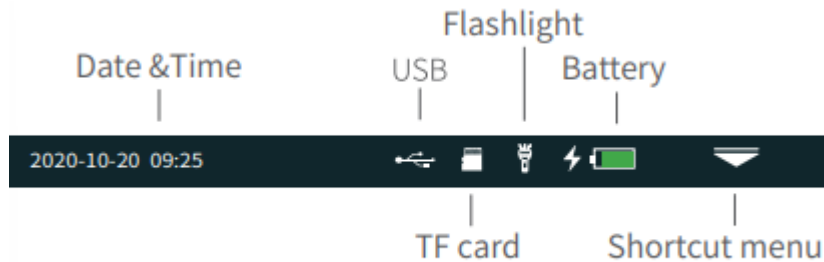 Flashlight
Date &Time
USB
Battery
2020-10-20 09:25
TF card
Shortcut menu